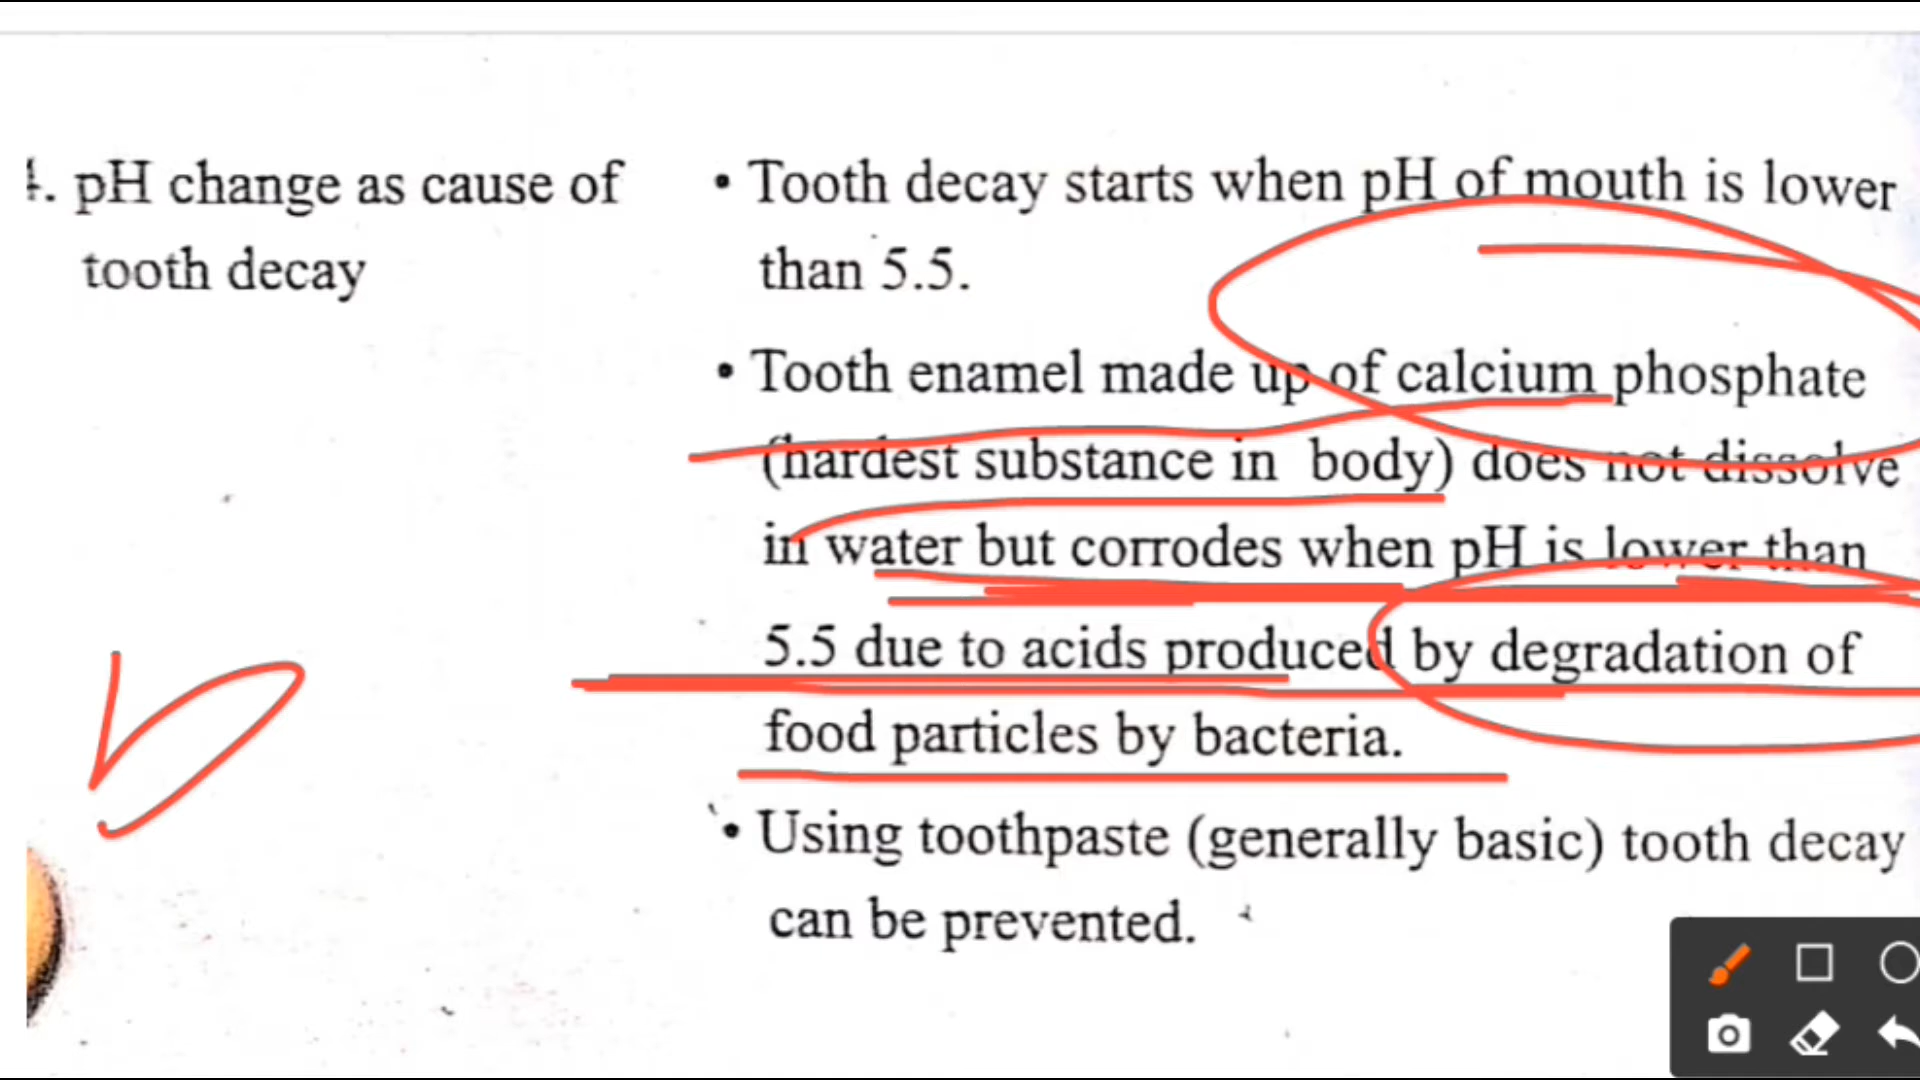 4. pH change as cause of
tooth decay
• Tooth decay starts when pH of mouth is lower
than 5.5.
• Tooth enamel made up of calcium phosphate
(hardest substance in body) does not dissolve
in water but corrodes when pH is lower than
5.5 due to acids produced by degradation of
food particles by bacteria.
• Using toothpaste (generally basic) tooth decay
can be prevented.